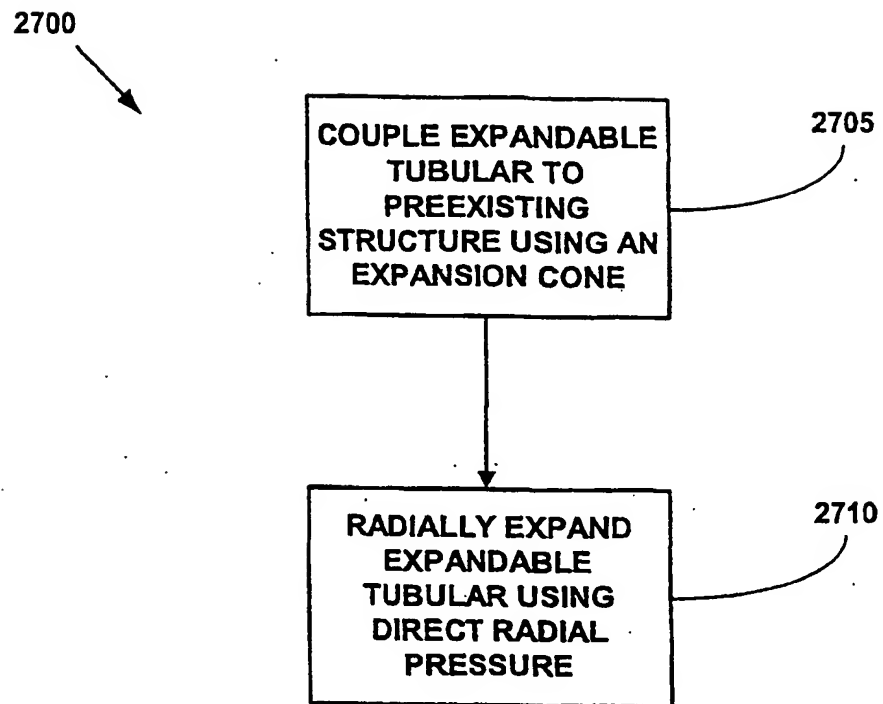 2700
COUPLE EXPANDABLE
TUBULAR TO
PREEXISTING
STRUCTURE USING AN
EXPANSION CONE
2705
RADIALLY EXPAND
EXPANDABLE
TUBULAR USING
DIRECT RADIAL
PRESSURE
2710